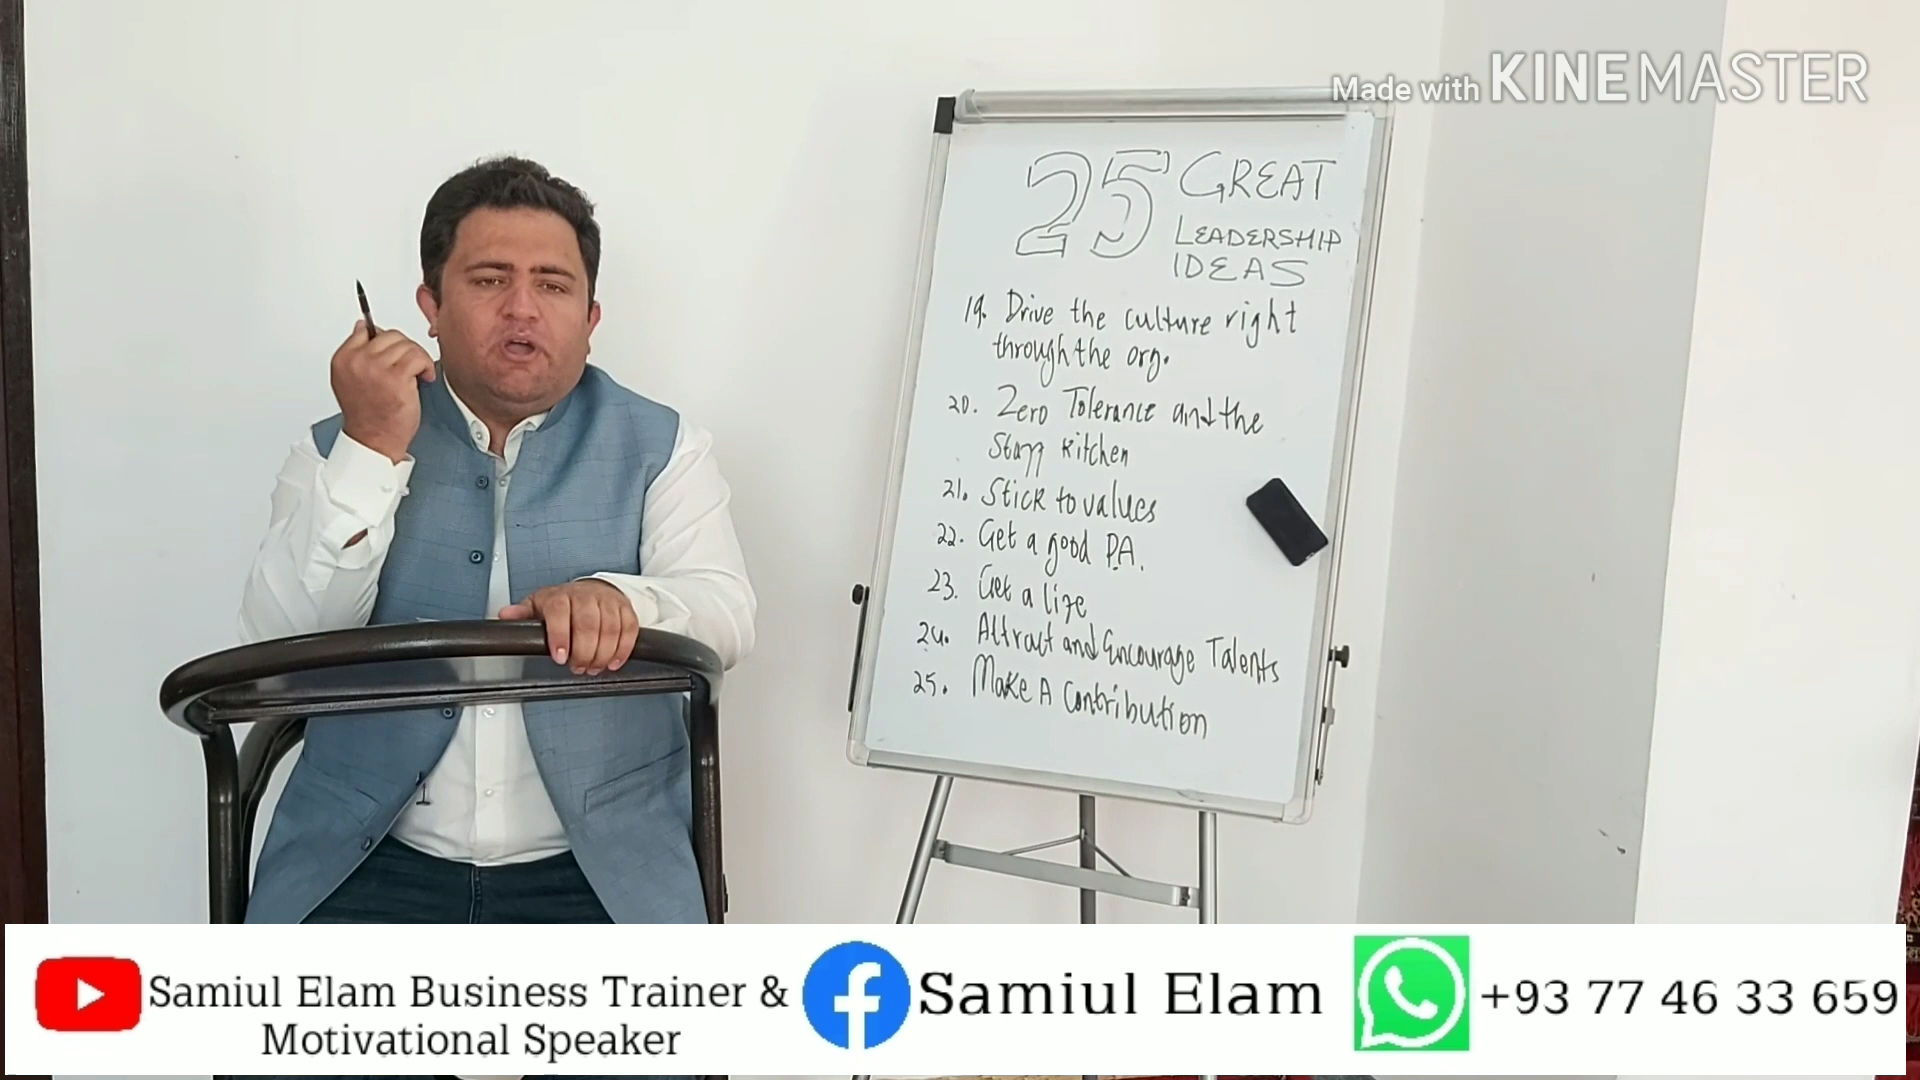 Made with KINEMASTER
25 GREAT
LEADERSHIP
IDEAS
19. Drive the culture right
through the org.
20. Zero Tolerance and the
Staff Kitchen
21. Stick to values
22. Get a good P.A.
23. Get a life
24. Attract and Encourage Talents
25. Make A Contribution
Samiul Elam Business Trainer &
Motivational Speaker
Samiul Elam
+93 77 46 33 659